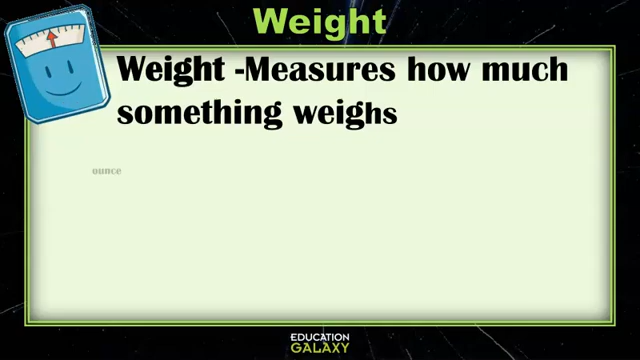 Weight
Weight -Measures how much
something weighs
ounce
EDUCATION
GALAXY